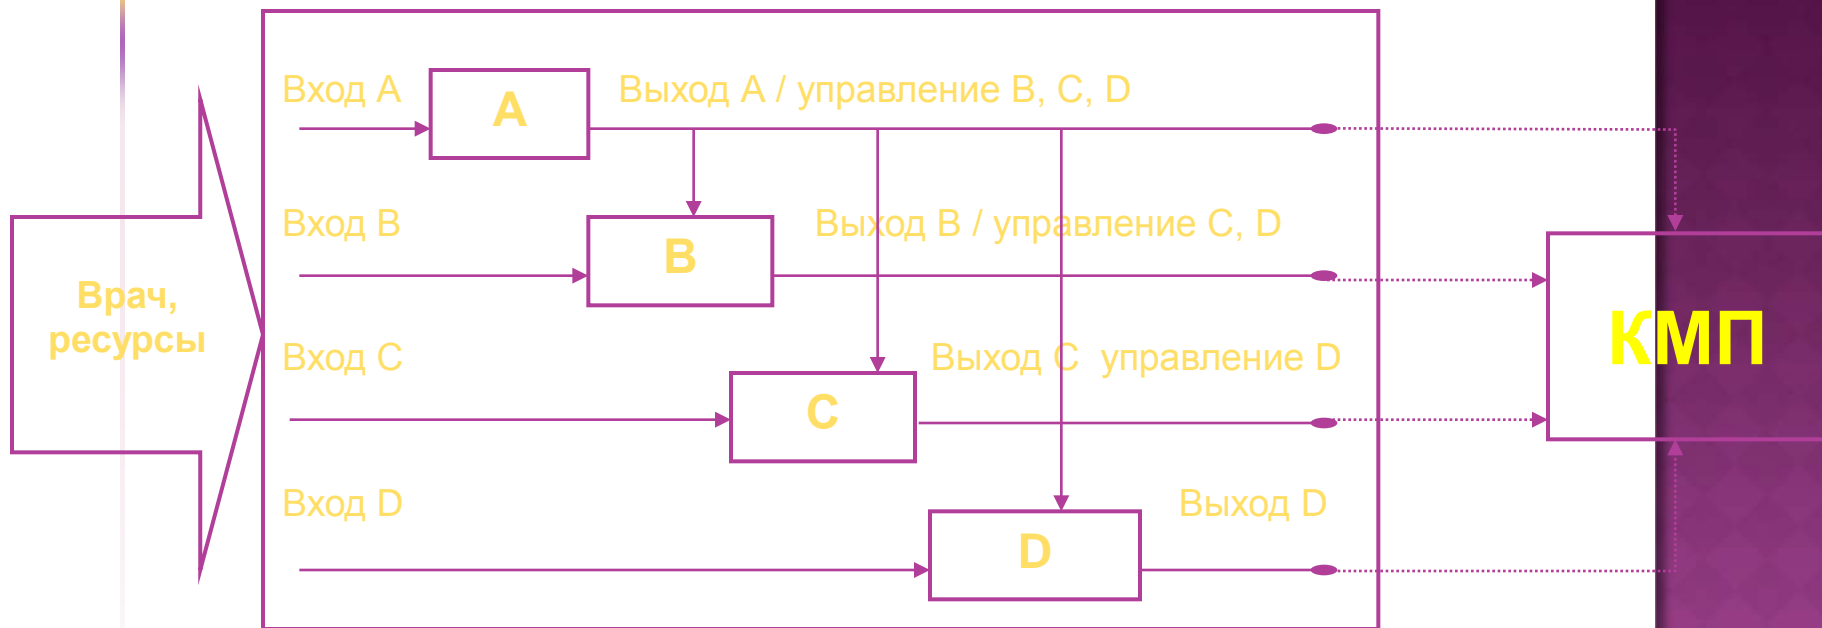 Вход A
A
Выход A / управление B, C, D
Вход B
B
Выход B / управление C, D
Врач,
ресурсы
КМП
Вход C
C
Выход C  управление D
Вход D
D
Выход D